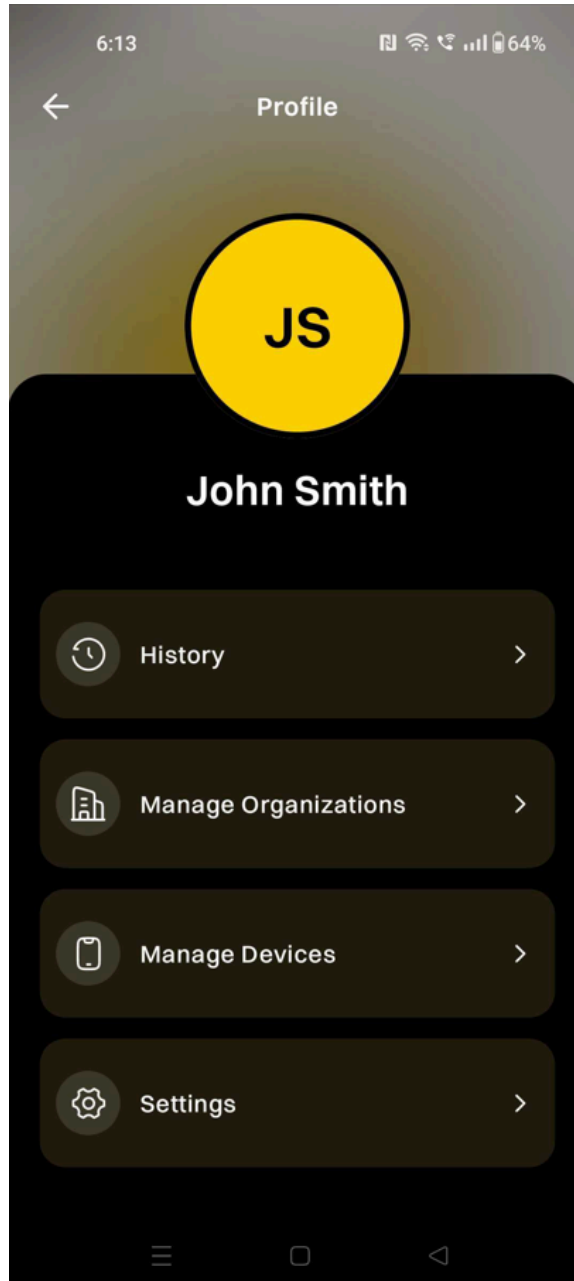 6:13 64%
Profile
JS
John Smith
History
Manage Organizations
Manage Devices
Settings